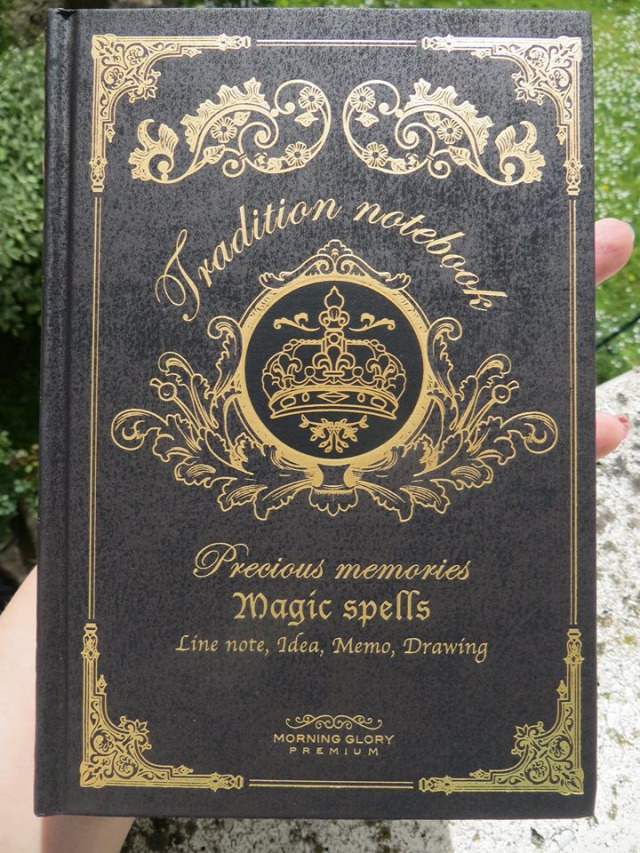 Tradition notebook
Precious memories
Magic spells
Line note, Idea, Memo, Drawing
MORNING GLORY
PREMIUM